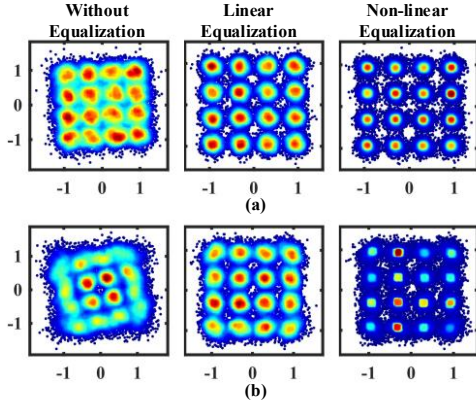 Without Linear Non-linear
Equalization Equalization Equalization
1
0
-1
-1 0 1 -1 0 1 -1 0 1
(a)
1
0
-1
-1 0 1 -1 0 1 -1 0 1
(b)